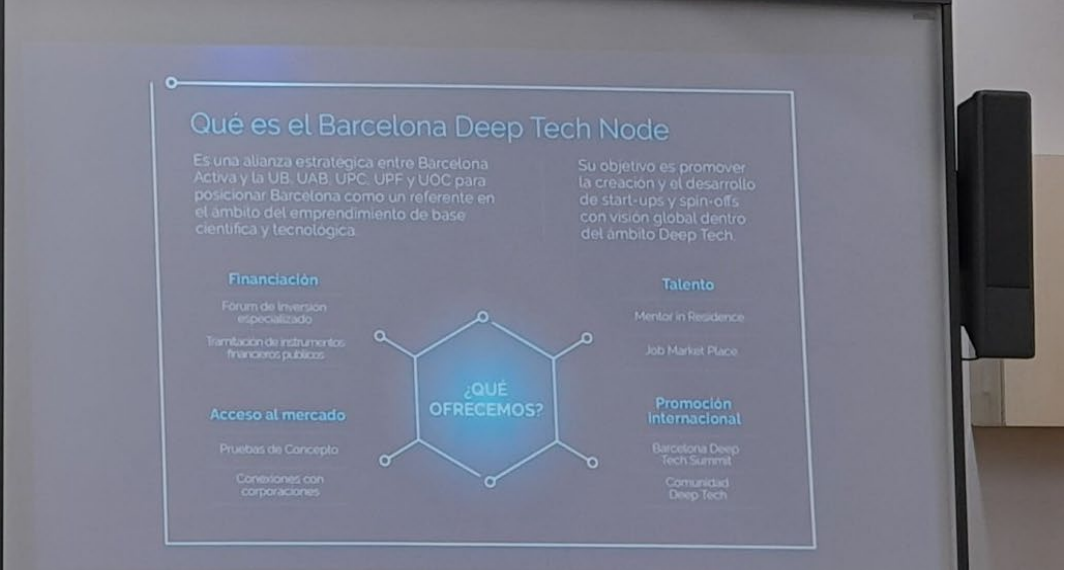 Qué es el Barcelona Deep Tech Node
Es una alianza estratégica entre Barcelona
Activa y la UB, UAB, UPC, UPF y UOC para
posicionar Barcelona como un referente en
el ámbito del emprendimiento de base
científica y tecnológica.
Su objetivo es promover
la creación y el desarrollo
de start-ups y spin-offs
con visión global dentro
del ámbito Deep Tech.
Financiación
Fórum de Inversión
especializado
Tramitación de instrumentos
financieros públicos
Talento
Mentor in Residence
Job Market Place
¿QUÉ
OFRECEMOS?
Acceso al mercado
Pruebas de Concepto
Conexiones con
corporaciones
Promoción
Internacional
Barcelona Deep
Tech Summit
Comunidad
Deep Tech